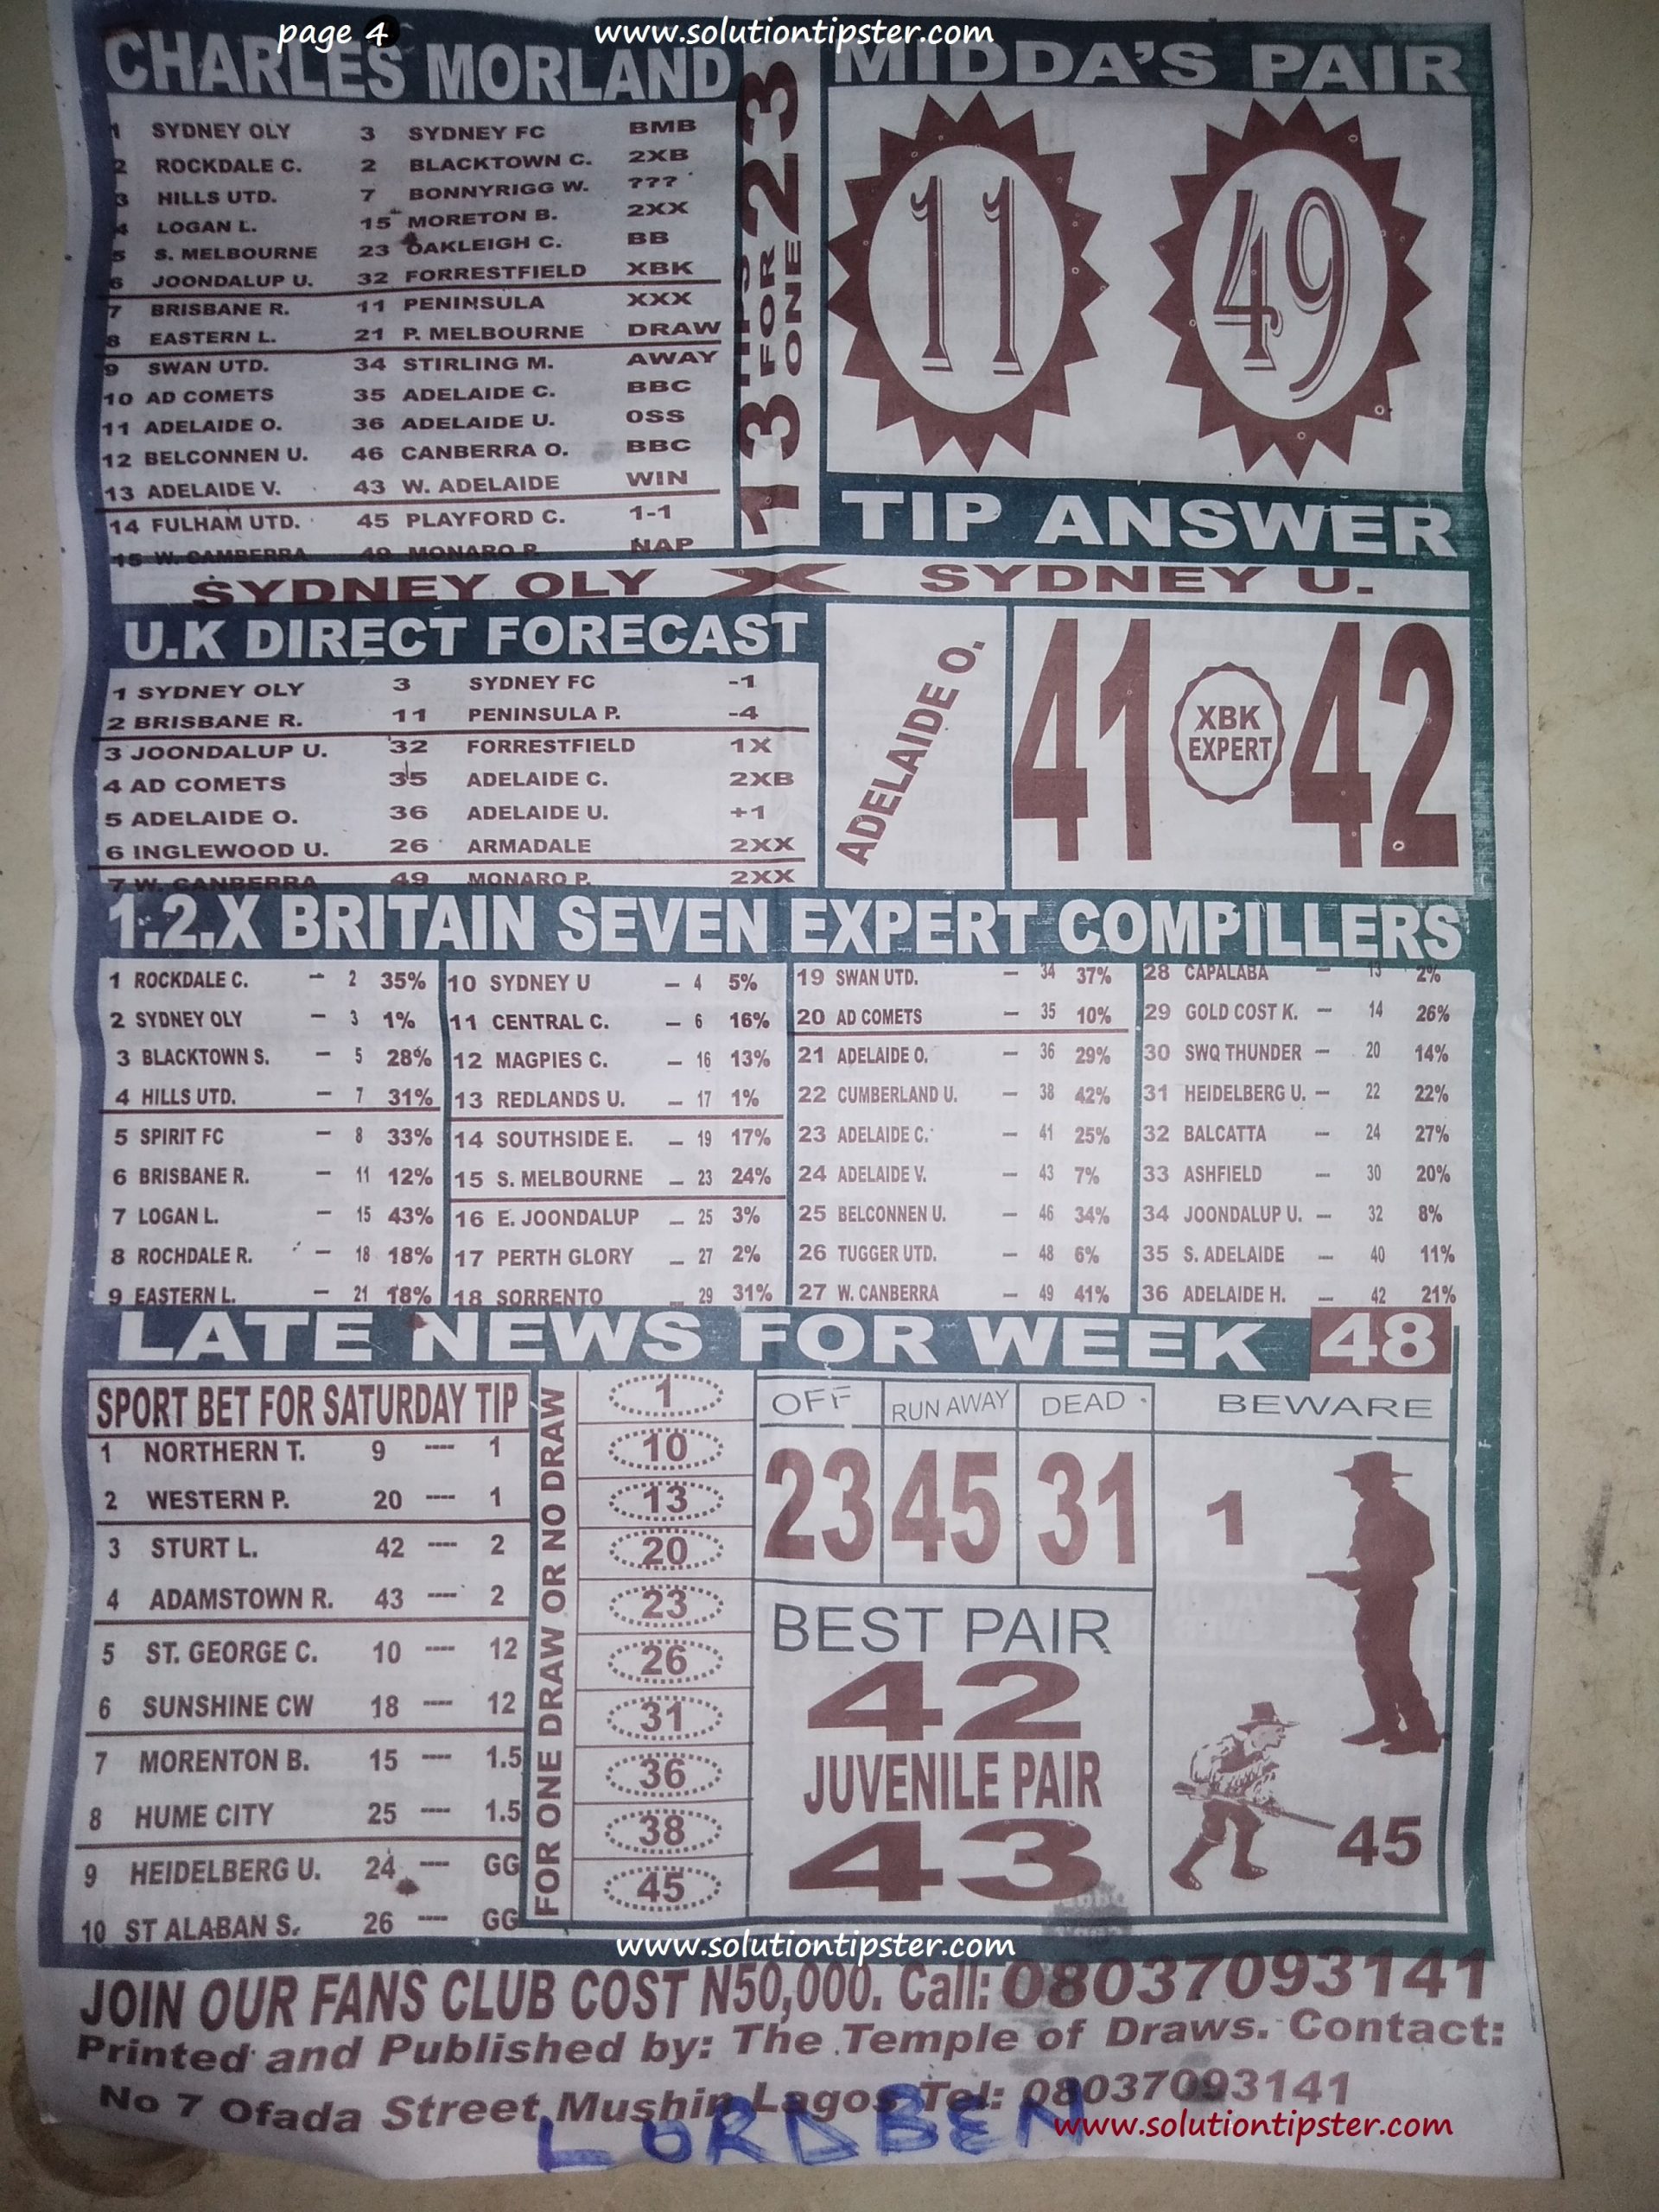 page 4
www.solutiontipster.com
CHARLES MORLAND
1 SYDNEY OLY 3 SYDNEY FC BMB
2 ROCKDALE C. 2 BLACKTOWN C. 2XB
3 HILLS UTD. 7 BONNYRIGG W. ???
4 LOGAN L. 15 MORETON B. 2XX
5 S. MELBOURNE 23 OAKLEIGH C. BB
6 JOONDALUP U. 32 FORRESTFIELD XBK
7 BRISBANE R. 11 PENINSULA XXX
8 EASTERN L. 21 P. MELBOURNE DRAW
9 SWAN UTD. 34 STIRLING M. AWAY
10 AD COMETS 35 ADELAIDE C. BBC
11 ADELAIDE O. 36 ADELAIDE U. OSS
12 BELCONNEN U. 46 CANBERRA O. BBC
13 ADELAIDE V. 43 W. ADELAIDE WIN
14 FULHAM UTD. 45 PLAYFORD C. 1-1
15 W. CAMBERRA 49 MONARO P. NAP
13 TIPS FOR ONE 23
MIDDA'S PAIR
11 49
TIP ANSWER
SYDNEY OLY X SYDNEY U.
U.K DIRECT FORECAST
1 SYDNEY OLY 3 SYDNEY FC -1
2 BRISBANE R. 11 PENINSULA P. -4
3 JOONDALUP U. 32 FORRESTFIELD 1X
4 AD COMETS 35 ADELAIDE C. 2XB
5 ADELAIDE O. 36 ADELAIDE U. +1
6 INGLEWOOD U. 26 ARMADALE 2XX
7 W. CANBERRA 49 MONARO P. 2XX
ADELAIDE O.
41 XBK EXPERT 42
1.2.X BRITAIN SEVEN EXPERT COMPILLERS
1 ROCKDALE C. – 2 35%
2 SYDNEY OLY – 3 1%
3 BLACKTOWN S. – 5 28%
4 HILLS UTD. – 7 31%
5 SPIRIT FC – 8 33%
6 BRISBANE R. – 11 12%
7 LOGAN L. – 15 43%
8 ROCHDALE R. – 18 18%
9 EASTERN L. – 21 18%
10 SYDNEY U – 4 5%
11 CENTRAL C. – 6 16%
12 MAGPIES C. – 16 13%
13 REDLANDS U. – 17 1%
14 SOUTHSIDE E. – 19 17%
15 S. MELBOURNE – 23 24%
16 E. JOONDALUP – 25 3%
17 PERTH GLORY – 27 2%
18 SORRENTO – 29 31%
19 SWAN UTD. – 34 37%
20 AD COMETS – 35 10%
21 ADELAIDE O. – 36 29%
22 CUMBERLAND U. – 38 42%
23 ADELAIDE C. – 41 25%
24 ADELAIDE V. – 43 7%
25 BELCONNEN U. – 46 34%
26 TUGGER UTD. – 48 6%
27 W. CANBERRA – 49 41%
28 CAPALABA – 13 2%
29 GOLD COST K. – 14 26%
30 SWQ THUNDER – 20 14%
31 HEIDELBERG U. – 22 22%
32 BALCATTA – 24 27%
33 ASHFIELD – 30 20%
34 JOONDALUP U. – 32 8%
35 S. ADELAIDE – 40 11%
36 ADELAIDE H. – 42 21%
LATE NEWS FOR WEEK 48
SPORT BET FOR SATURDAY TIP
1 NORTHERN T. 9 ---- 1
2 WESTERN P. 20 ---- 1
3 STURT L. 42 ---- 2
4 ADAMSTOWN R. 43 ---- 2
5 ST. GEORGE C. 10 ---- 12
6 SUNSHINE CW 18 ---- 12
7 MORENTON B. 15 ---- 1.5
8 HUME CITY 25 ---- 1.5
9 HEIDELBERG U. 24 ---- GG
10 ST ALABAN S. 26 ---- GG
FOR ONE DRAW OR NO DRAW
1
10
13
20
23
26
31
36
38
45
OFF RUN AWAY DEAD
23 45 31
BEST PAIR
42
JUVENILE PAIR
43
BEWARE
1
45
www.solutiontipster.com
JOIN OUR FANS CLUB COST N50,000. Call: 08037093141
Printed and Published by: The Temple of Draws. Contact:
No 7 Ofada Street Mushin Lagos Tel: 08037093141
LORDBEN
www.solutiontipster.com